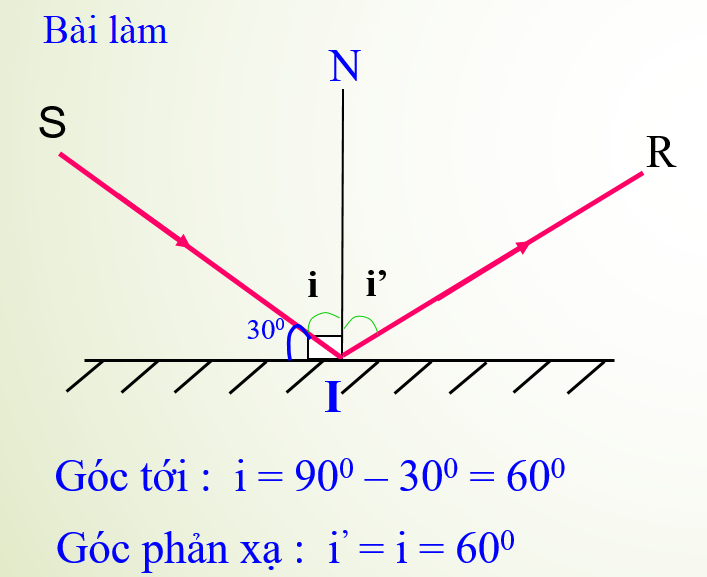 Bài làm
N
S
R
i
i’
30⁰
I
Góc tới : i = 90⁰ – 30⁰ = 60⁰
Góc phản xạ : i’ = i = 60⁰